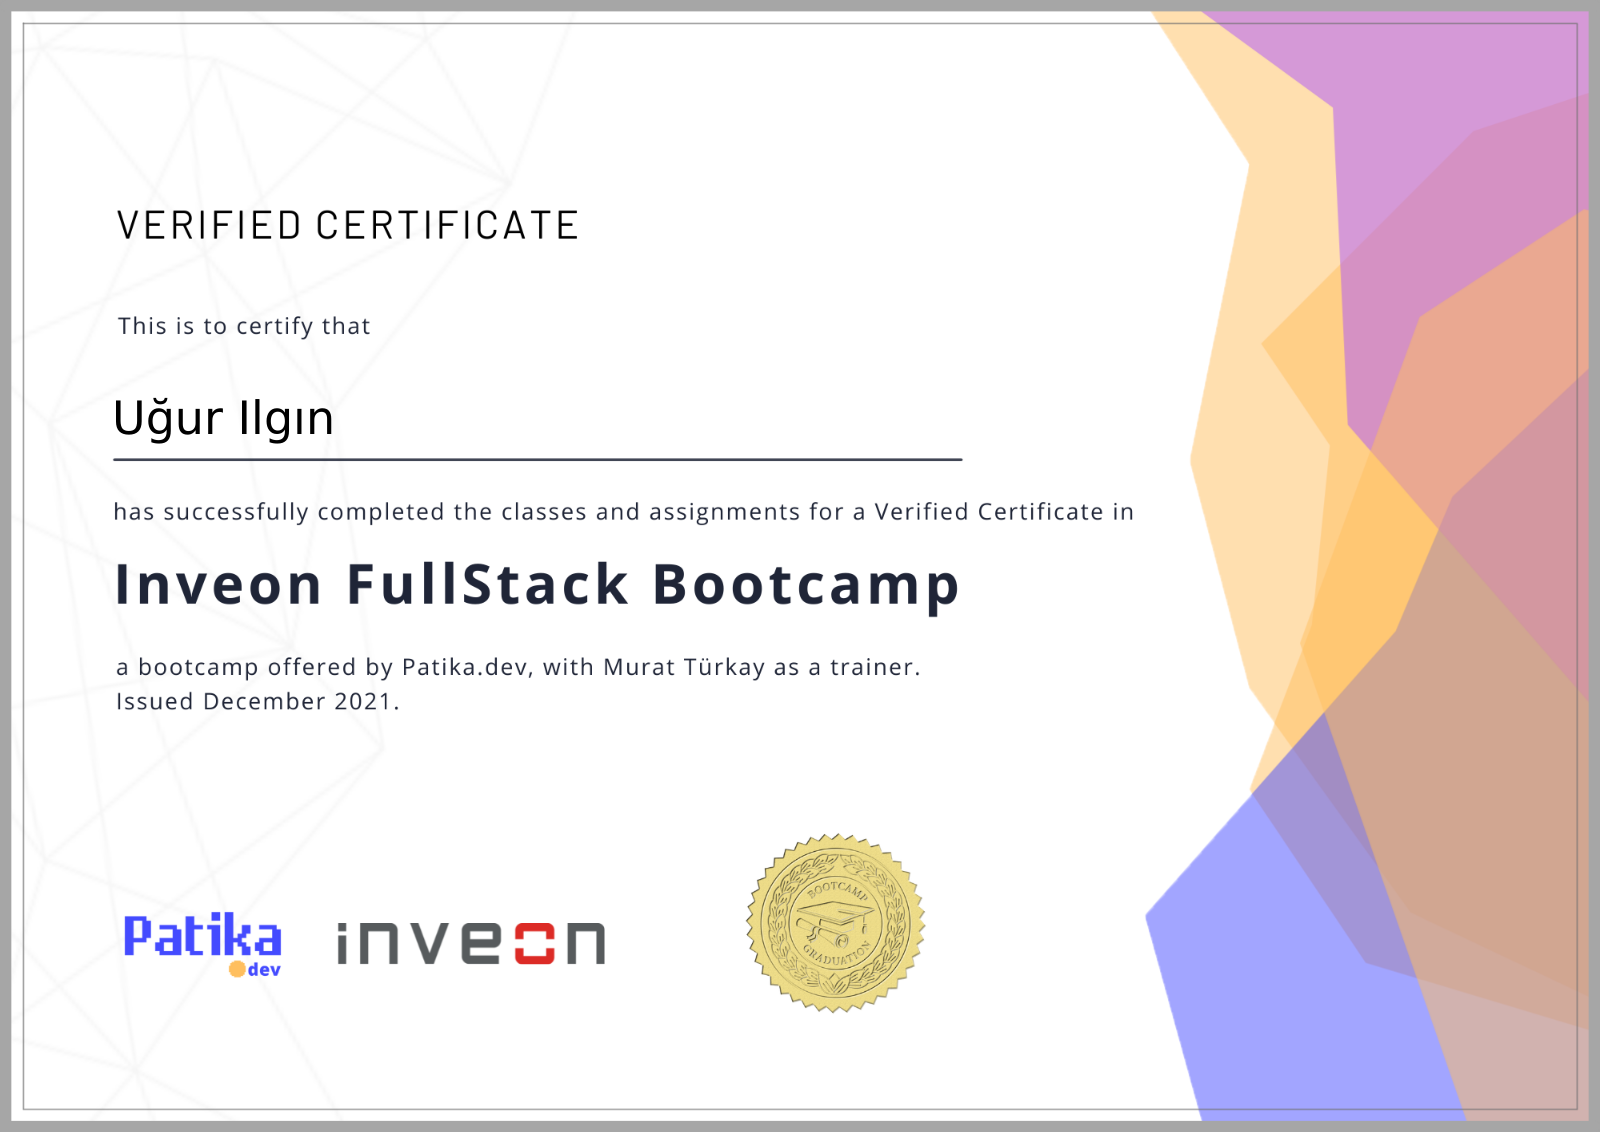 VERIFIED CERTIFICATE
This is to certify that
Uğur Ilgın
has successfully completed the classes and assignments for a Verified Certificate in
Inveon FullStack Bootcamp
a bootcamp offered by Patika.dev, with Murat Türkay as a trainer.
Issued December 2021.
Patika
dev
inveon
BOOTCAMP
GRADUATION